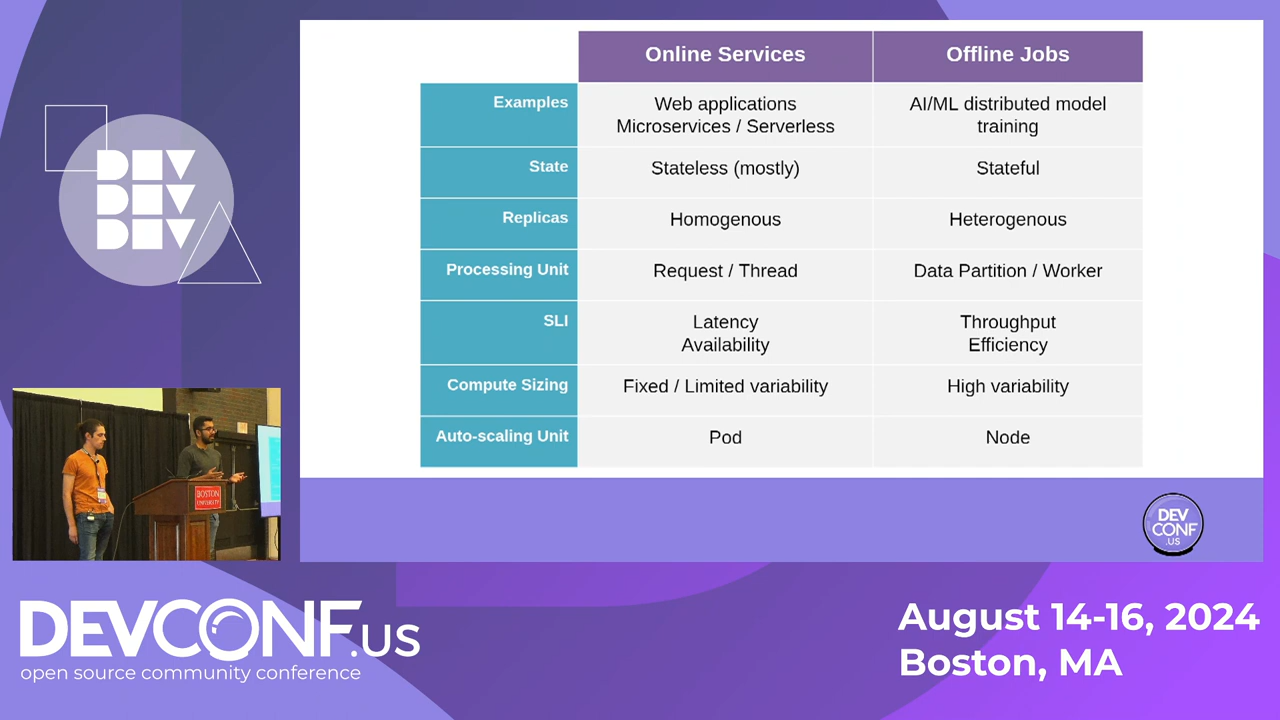 DEV
DEV
DEV
Online Services
Offline Jobs
Examples
Web applications
Microservices / Serverless
AI/ML distributed model
training
State
Stateless (mostly)
Stateful
Replicas
Homogenous
Heterogenous
Processing Unit
Request / Thread
Data Partition / Worker
SLI
Latency
Availability
Throughput
Efficiency
Compute Sizing
Fixed / Limited variability
High variability
Auto-scaling Unit
Pod
Node
BOSTON
UNIVERSITY
DEV
CONF
.US
DEVCONF.US
open source community conference
August 14-16, 2024
Boston, MA